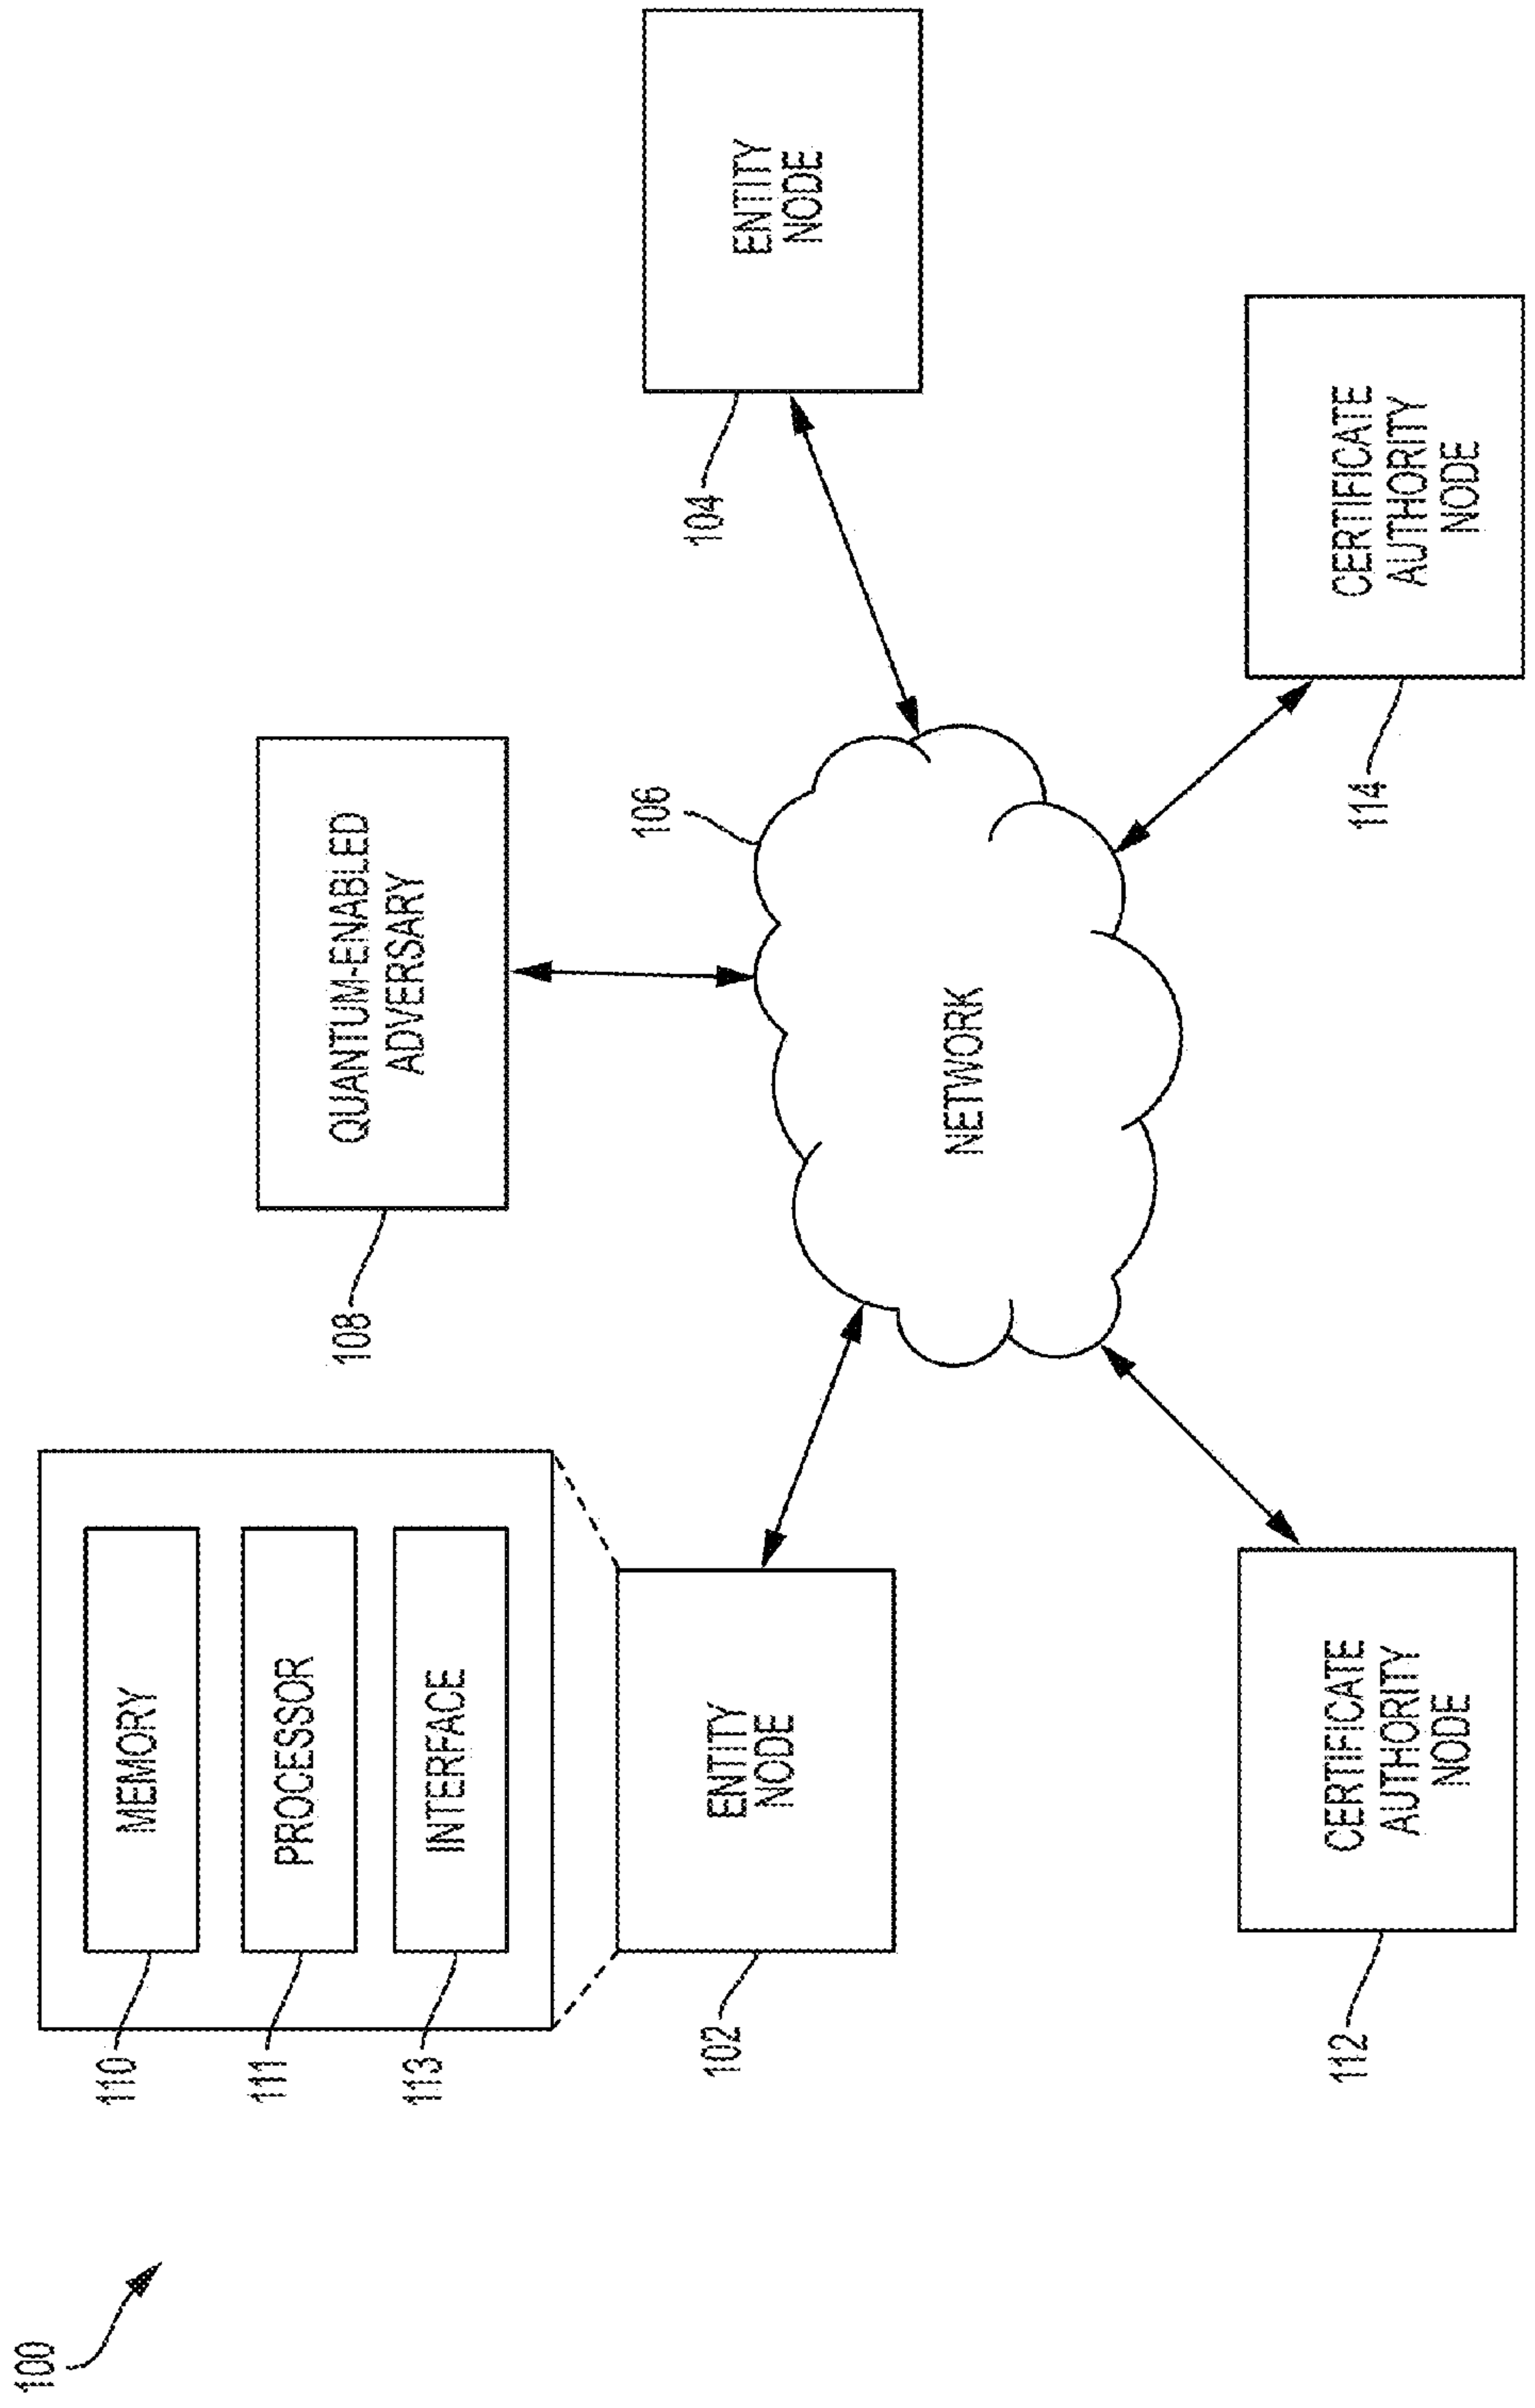 100
MEMORY
110
PROCESSOR
111
INTERFACE
113
ENTITY
NODE
102
QUANTUM-ENABLED
ADVERSARY
108
106
NETWORK
ENTITY
NODE
104
CERTIFICATE
AUTHORITY
NODE
112
CERTIFICATE
AUTHORITY
NODE
114